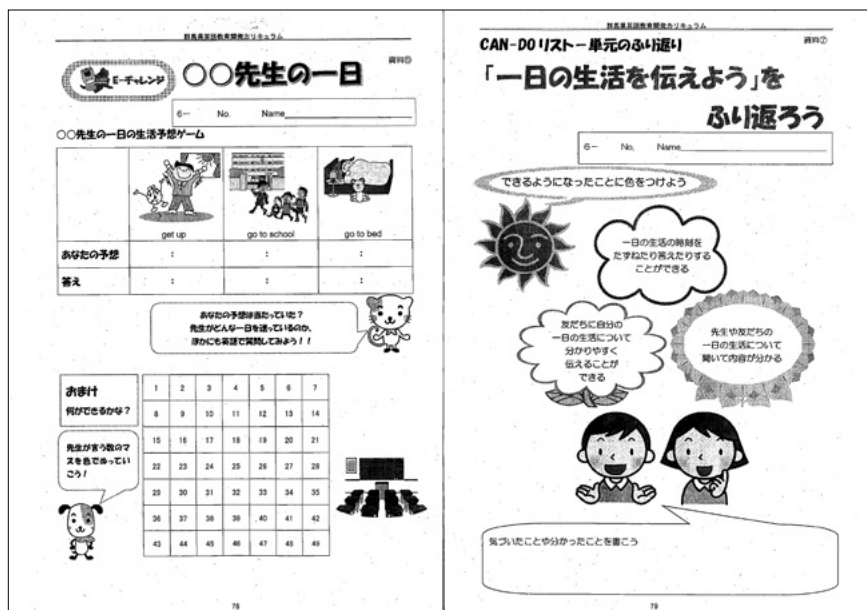 群馬県英語教育開発カリキュラム
資料⑥
E-チャレンジ
○○先生の一日
6－ No. Name
○○先生の一日の生活予想ゲーム
get up go to school go to bed
あなたの予想 : : :
答え : : :
あなたの予想は当たっていた？
先生がどんな一日を送っているのか、
ほかにも英語で質問してみよう！！
おまけ
何ができるかな？
先生が言う数のマ
スを色でぬってい
こう！
1 2 3 4 5 6 7
8 9 10 11 12 13 14
15 16 17 18 19 20 21
22 23 24 25 26 27 28
29 30 31 32 33 34 35
36 37 38 39 40 41 42
43 44 45 46 47 48 49
78
群馬県英語教育開発カリキュラム
資料⑦
CAN-DOリスト－単元のふり返り
「一日の生活を伝えよう」を
ふり返ろう
6－ No. Name
できるようになったことに色をつけよう
一日の生活の時刻を
たずねたり答えたりする
ことができる
友だちに自分の
一日の生活について
分かりやすく
伝えることが
できる
先生や友だちの
一日の生活について
聞いて内容が分かる
気づいたことや分かったことを書こう
79